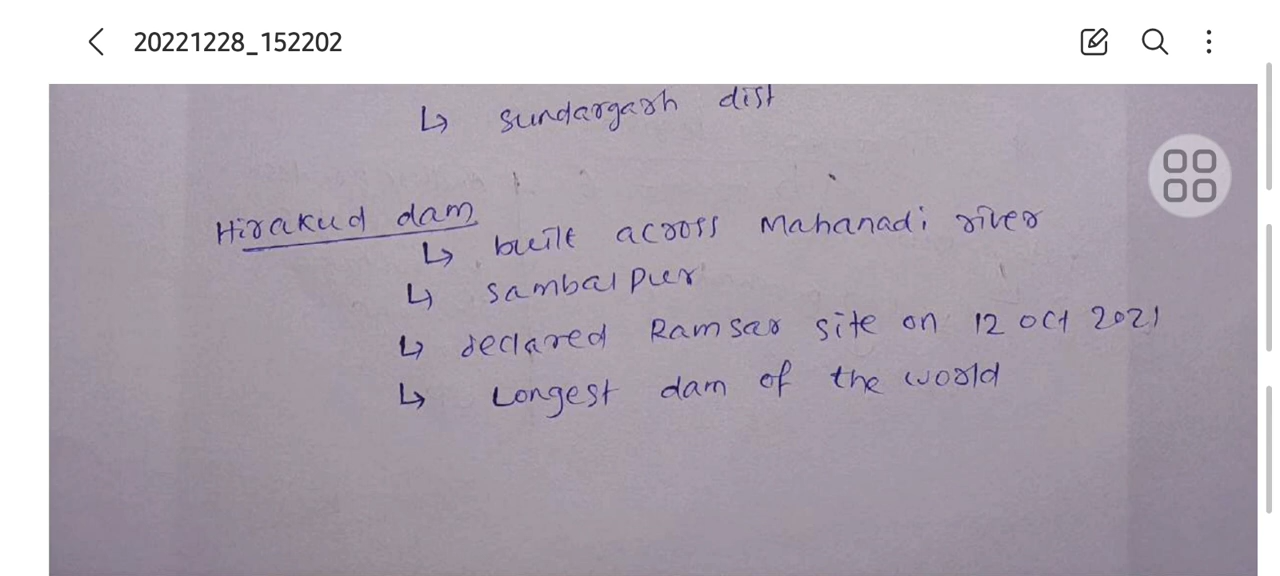 20221228_152202
↳ sundargarh dist
Hirakud dam
↳ built across Mahanadi river
↳ sambalpur
↳ declared Ramsar site on 12 oct 2021
↳ Longest dam of the world